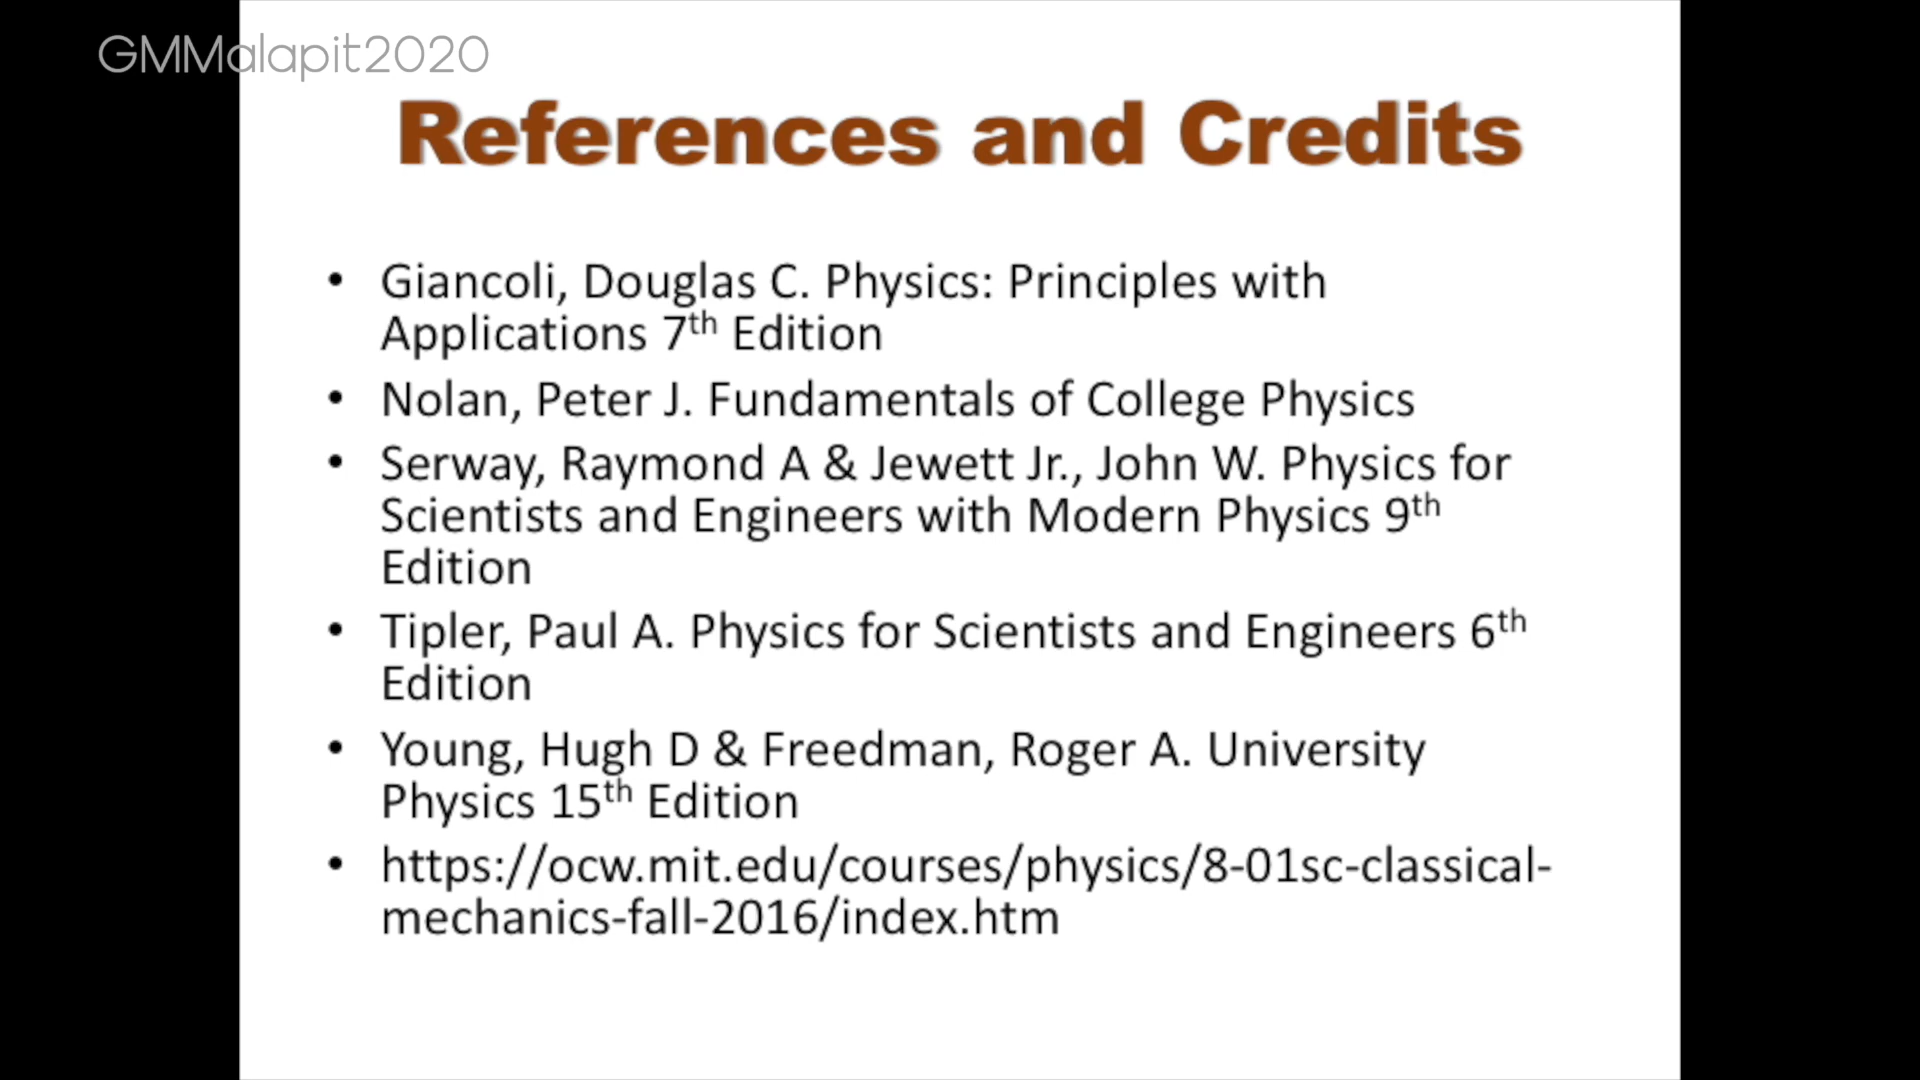 GMMalapit2020
References and Credits
• Giancoli, Douglas C. Physics: Principles with
Applications 7th Edition
• Nolan, Peter J. Fundamentals of College Physics
• Serway, Raymond A & Jewett Jr., John W. Physics for
Scientists and Engineers with Modern Physics 9th
Edition
• Tipler, Paul A. Physics for Scientists and Engineers 6th
Edition
• Young, Hugh D & Freedman, Roger A. University
Physics 15th Edition
• https://ocw.mit.edu/courses/physics/8-01sc-classical-
mechanics-fall-2016/index.htm